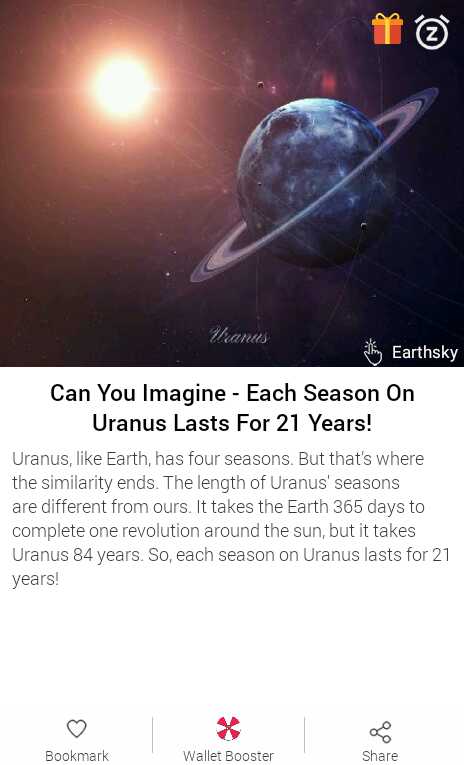 Z
Uranus
Earthsky
Can You Imagine - Each Season On
Uranus Lasts For 21 Years!
Uranus, like Earth, has four seasons. But that's where
the similarity ends. The length of Uranus' seasons
are different from ours. It takes the Earth 365 days to
complete one revolution around the sun, but it takes
Uranus 84 years. So, each season on Uranus lasts for 21
years!
Bookmark
Wallet Booster
Share